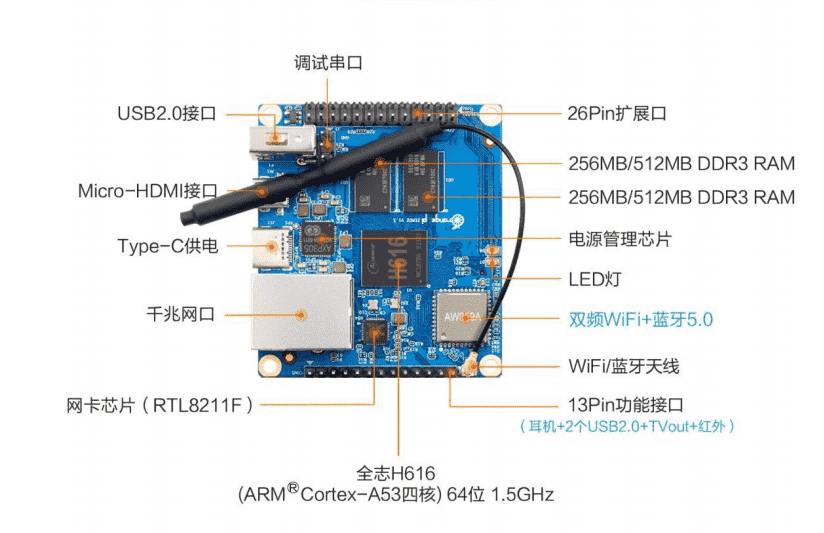 调试串口
USB2.0接口
26Pin扩展口
256MB/512MB DDR3 RAM
Micro-HDMI接口
256MB/512MB DDR3 RAM
Type-C供电
电源管理芯片
AXP305
H616
LED灯
千兆网口
双频WiFi+蓝牙5.0
WiFi/蓝牙天线
网卡芯片（RTL8211F）
13Pin功能接口
（耳机+2个USB2.0+TVout+红外）
全志H616
(ARM®Cortex-A53四核) 64位 1.5GHz